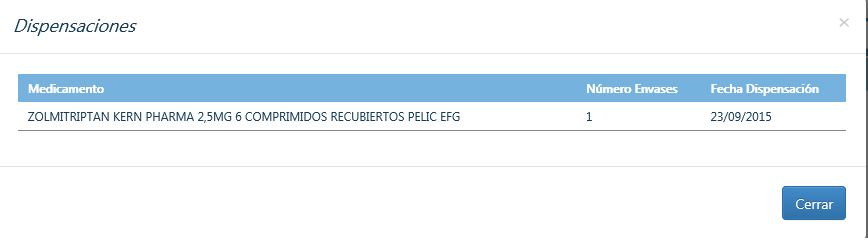 Dispensaciones
×
Medicamento Número Envases Fecha Dispensación
ZOLMITRIPTAN KERN PHARMA 2,5MG 6 COMPRIMIDOS RECUBIERTOS PELIC EFG 1 23/09/2015
Cerrar